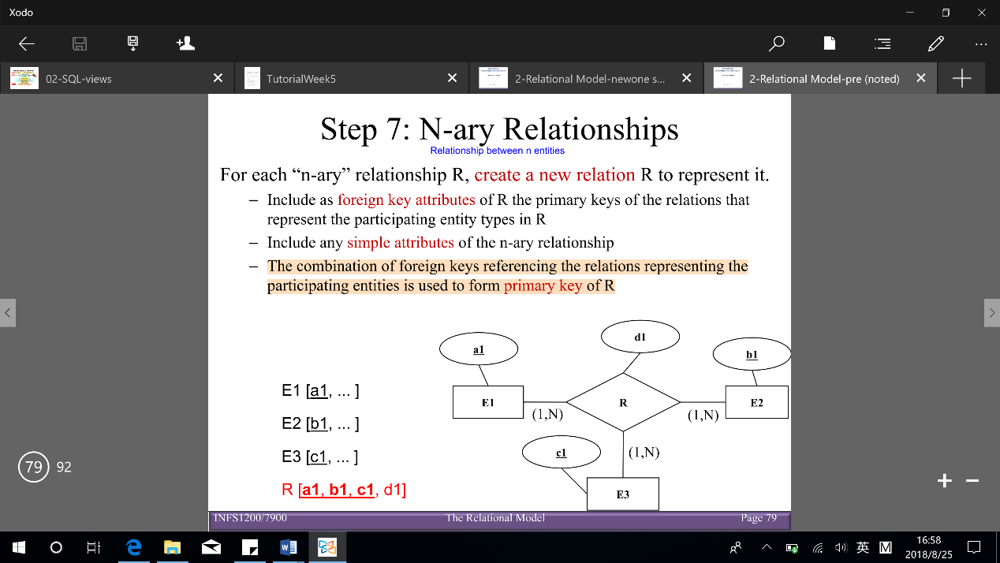 Xodo
02-SQL-views
TutorialWeek5
2-Relational Model-newone s...
2-Relational Model-pre (noted)
Step 7: N-ary Relationships
Relationship between n entities
For each “n-ary” relationship R, create a new relation R to represent it.
– Include as foreign key attributes of R the primary keys of the relations that
represent the participating entity types in R
– Include any simple attributes of the n-ary relationship
– The combination of foreign keys referencing the relations representing the
participating entities is used to form primary key of R
d1
a1
b1
E1 [a1, ... ]
E1
R
E2
(1,N)
(1,N)
E2 [b1, ... ]
c1
(1,N)
E3 [c1, ... ]
79
92
R [a1, b1, c1, d1]
E3
INFS1200/7900
The Relational Model
Page 79
英
M
16:58
2018/8/25